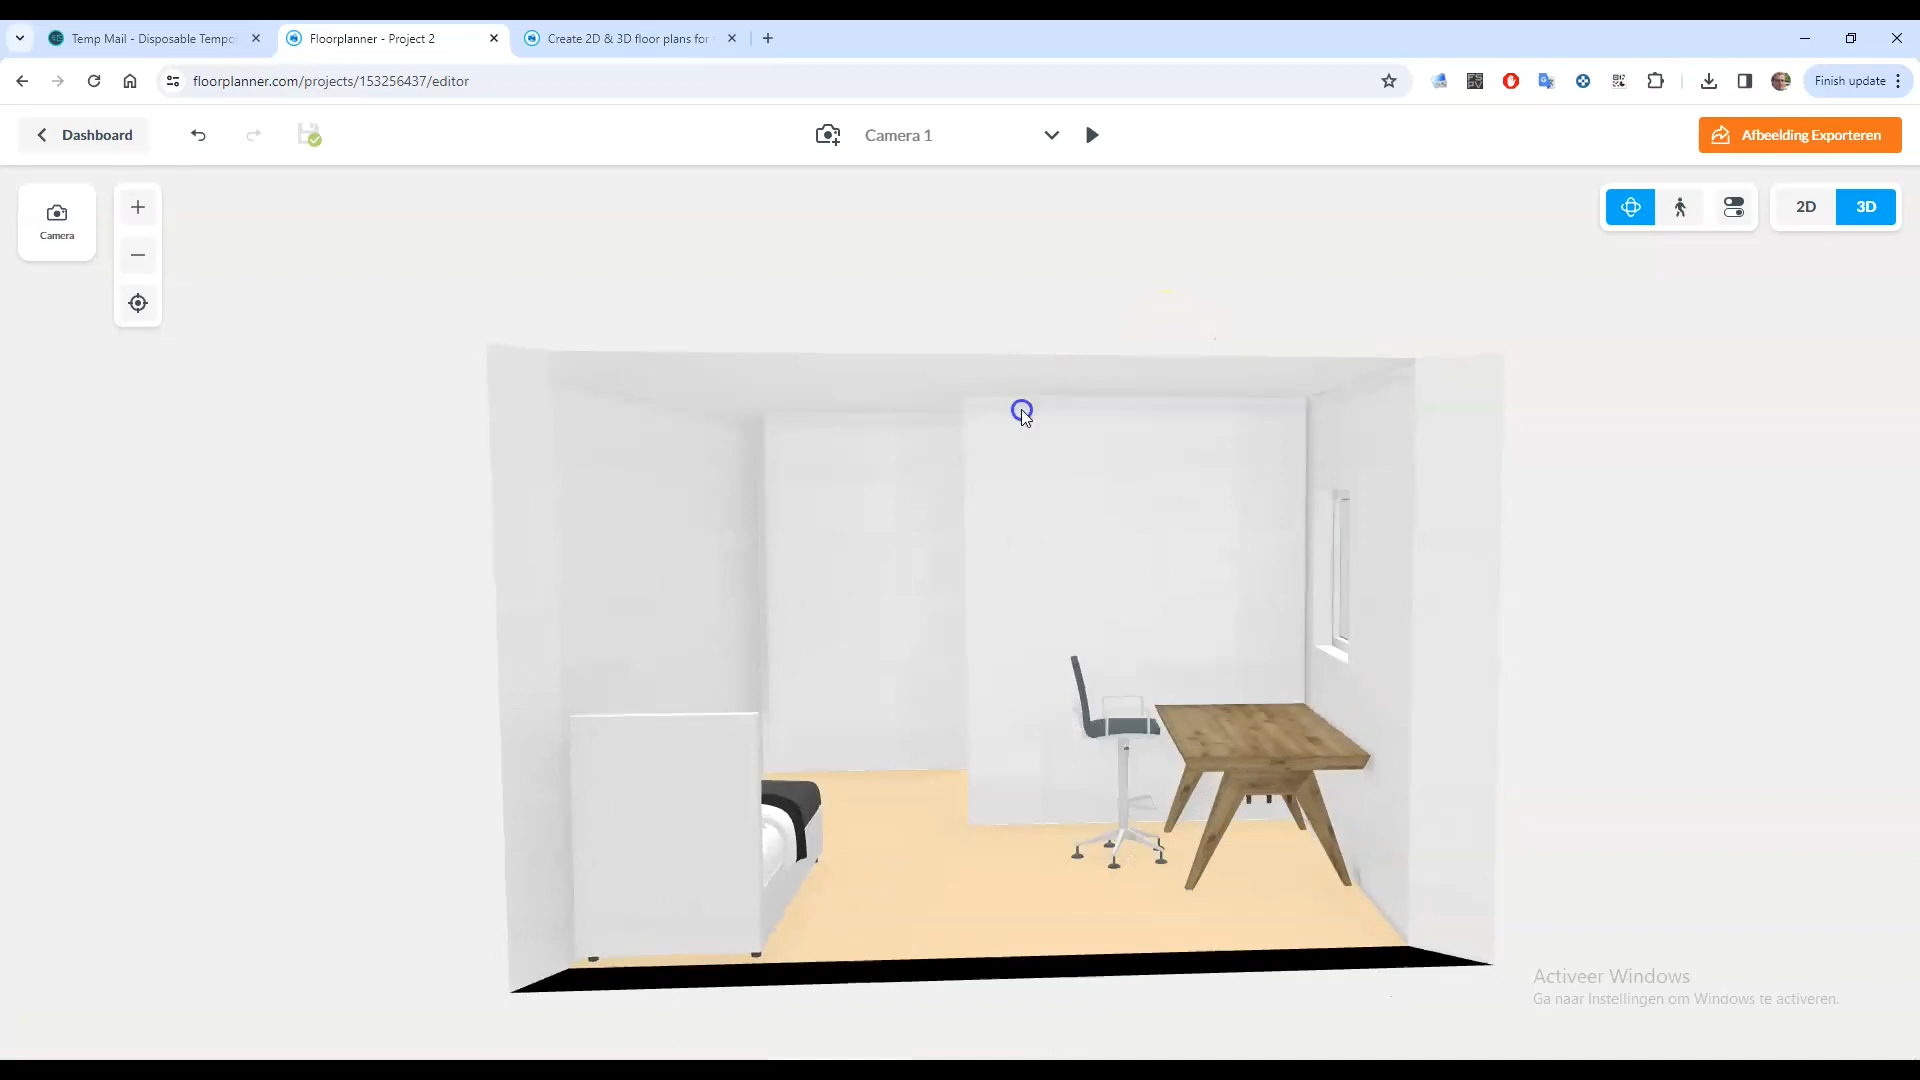 Temp Mail - Disposable Tempo
Floorplanner - Project 2
Create 2D & 3D floor plans for
floorplanner.com/projects/153256437/editor
Finish update
Dashboard
Camera 1
Afbeelding Exporteren
Camera
2D
3D
Activeer Windows
Ga naar Instellingen om Windows te activeren.